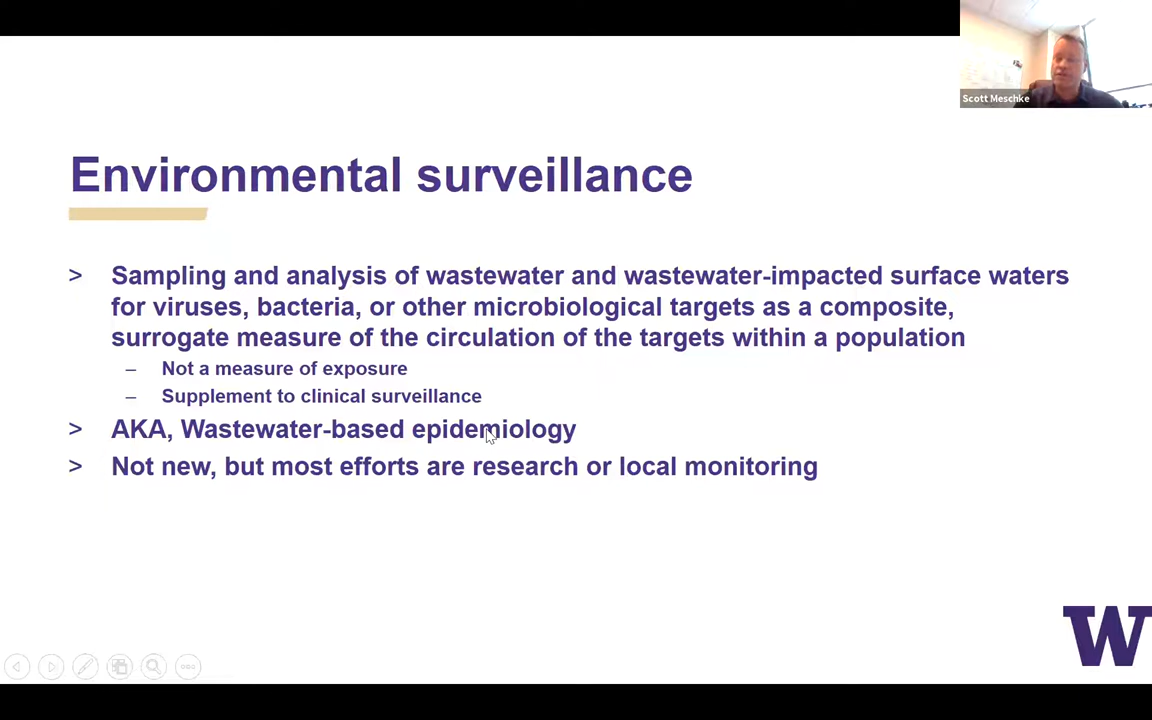 Scott Meschke
Environmental surveillance
> Sampling and analysis of wastewater and wastewater-impacted surface waters
for viruses, bacteria, or other microbiological targets as a composite,
surrogate measure of the circulation of the targets within a population
– Not a measure of exposure
– Supplement to clinical surveillance
> AKA, Wastewater-based epidemiology
> Not new, but most efforts are research or local monitoring
W